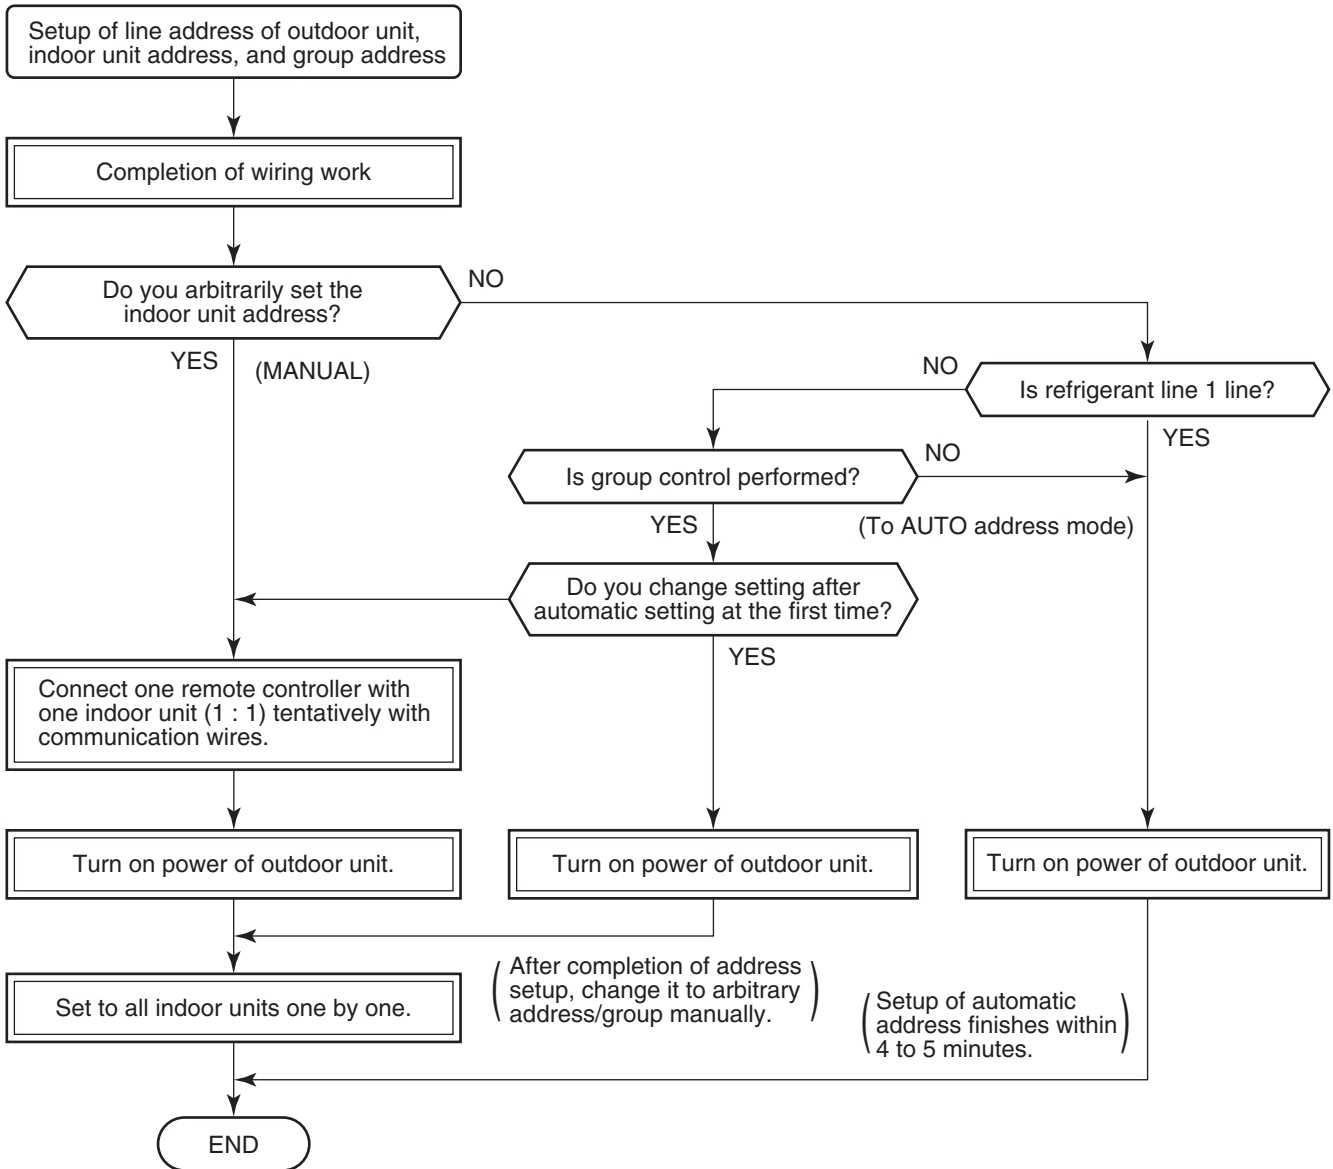 Setup of line address of outdoor unit,
indoor unit address, and group address
Completion of wiring work
Do you arbitrarily set the
indoor unit address?
NO
YES
(MANUAL)
Is refrigerant line 1 line?
NO
YES
Is group control performed?
NO
YES
(To AUTO address mode)
Do you change setting after
automatic setting at the first time?
YES
Connect one remote controller with
one indoor unit (1 : 1) tentatively with
communication wires.
Turn on power of outdoor unit.
Turn on power of outdoor unit.
Turn on power of outdoor unit.
(After completion of address
setup, change it to arbitrary
address/group manually.)
Set to all indoor units one by one.
(Setup of automatic
address finishes within
4 to 5 minutes.)
END